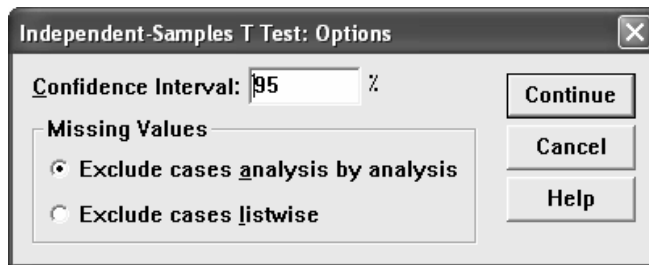 Independent-Samples T Test: Options
Confidence Interval: 95 %
Continue
Missing Values
Cancel
Exclude cases analysis by analysis
Help
Exclude cases listwise